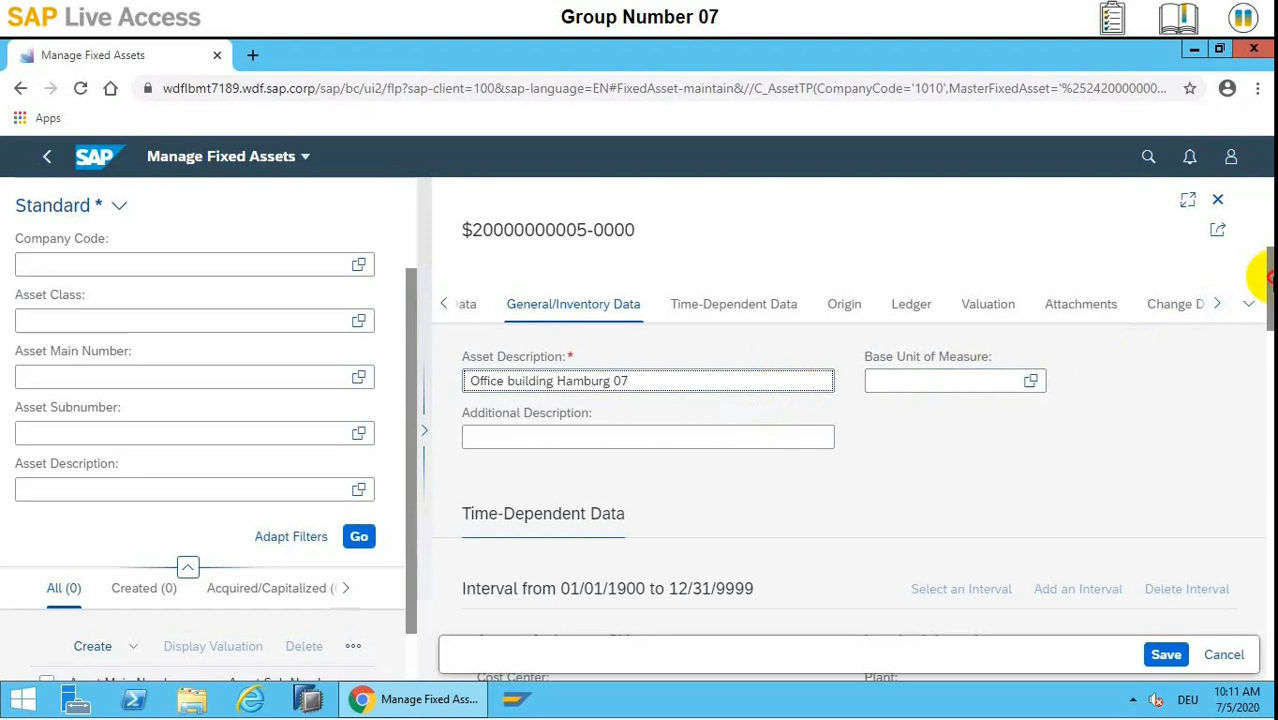 SAP Live Access
Group Number 07
Manage Fixed Assets
wdflbmt7189.wdf.sap.corp/sap/bc/ui2/flp?sap-client=100&sap-language=EN#FixedAsset-maintain&//C_AssetTP(CompanyCode='1010',MasterFixedAsset='%252420000000...
Apps
SAP Manage Fixed Assets
Standard *
Company Code:
Asset Class:
Asset Main Number:
Asset Subnumber:
Asset Description:
Adapt Filters Go
All (0) Created (0) Acquired/Capitalized (
Create Display Valuation Delete
$20000000005-0000
General/Inventory Data Time-Dependent Data Origin Ledger Valuation Attachments Change D
Asset Description:* Base Unit of Measure:
Office building Hamburg 07
Additional Description:
Time-Dependent Data
Interval from 01/01/1900 to 12/31/9999 Select an Interval Add an Interval Delete Interval
Save Cancel
Cost Center: Plant:
Manage Fixed Ass... DEU 10:11 AM
7/5/2020